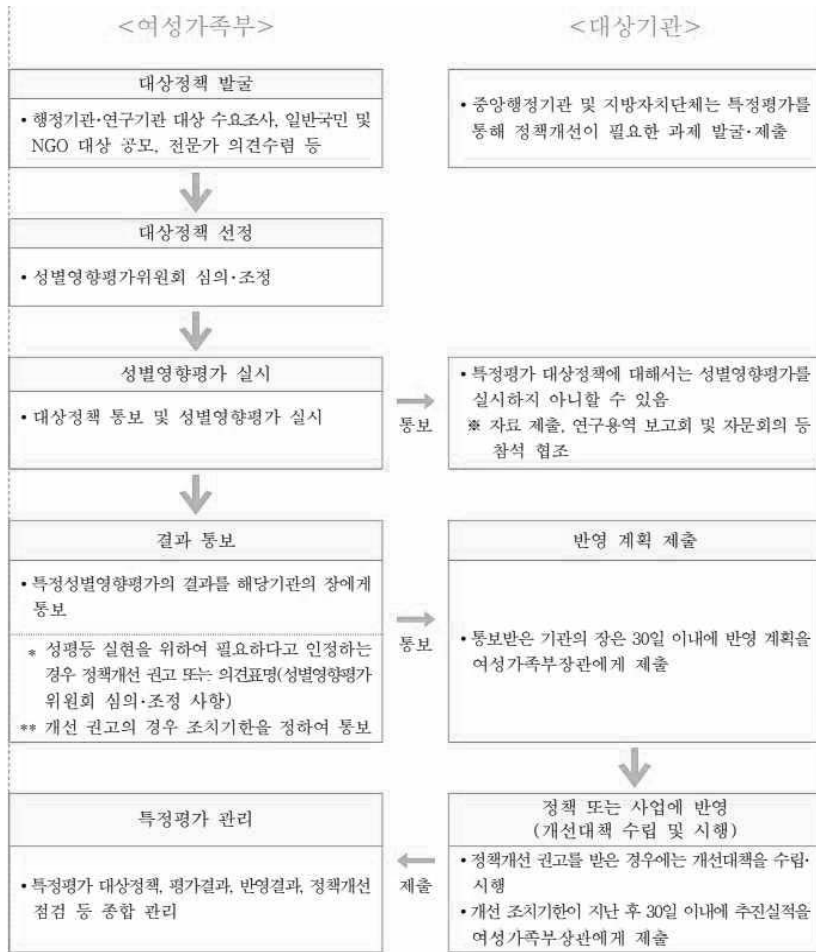 <여성가족부>
<대상기관>
대상정책 발굴
• 행정기관·연구기관 대상 수요조사, 일반국민 및
NGO 대상 공모, 전문가 의견수렴 등
• 중앙행정기관 및 지방자치단체는 특정평가를
통해 정책개선이 필요한 과제 발굴·제출
대상정책 선정
• 성별영향평가위원회 심의·조정
성별영향평가 실시
• 대상정책 통보 및 성별영향평가 실시
통보
• 특정평가 대상정책에 대해서는 성별영향평가를
실시하지 아니할 수 있음
※ 자료 제출, 연구용역 보고회 및 자문회의 등
참석 협조
결과 통보
• 특정성별영향평가의 결과를 해당기관의 장에게
통보
* 성평등 실현을 위하여 필요하다고 인정하는
경우 정책개선 권고 또는 의견표명(성별영향평가
위원회 심의·조정 사항)
** 개선 권고의 경우 조치기한을 정하여 통보
통보
반영 계획 제출
• 통보받은 기관의 장은 30일 이내에 반영 계획을
여성가족부장관에게 제출
특정평가 관리
• 특정평가 대상정책, 평가결과, 반영결과, 정책개선
점검 등 종합 관리
제출
정책 또는 사업에 반영
(개선대책 수립 및 시행)
• 정책개선 권고를 받은 경우에는 개선대책을 수립·
시행
• 개선 조치기한이 지난 후 30일 이내에 추진실적을
여성가족부장관에게 제출